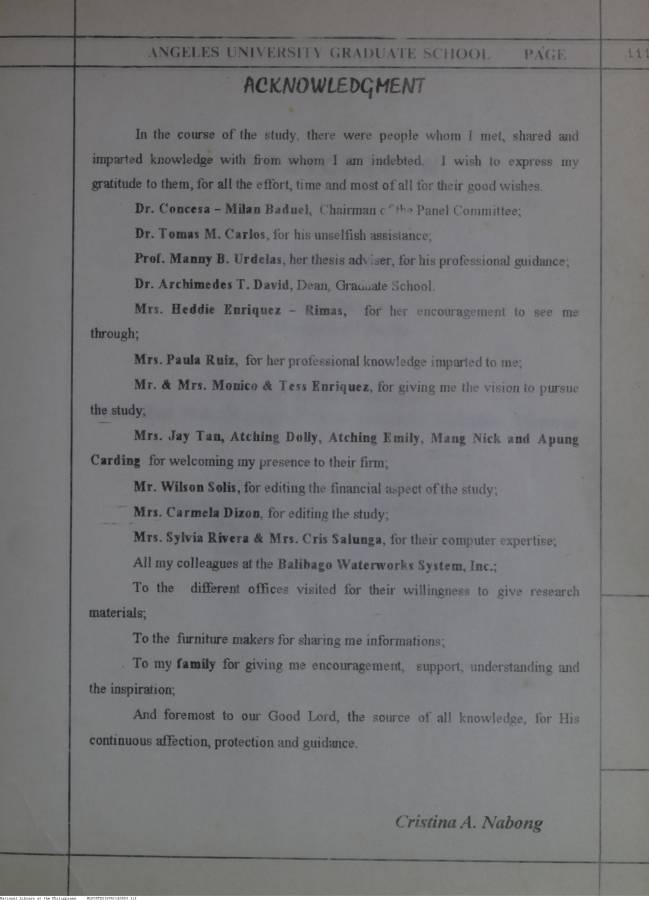 ANGELES UNIVERSITY GRADUATE SCHOOL PAGE 111
ACKNOWLEDGMENT
In the course of the study, there were people whom I met, shared and
imparted knowledge with from whom I am indebted. I wish to express my
gratitude to them, for all the effort, time and most of all for their good wishes.
Dr. Concesa – Milan Baduel, Chairman of the Panel Committee;
Dr. Tomas M. Carlos, for his unselfish assistance;
Prof. Manny B. Urdelas, her thesis adviser, for his professional guidance;
Dr. Archimedes T. David, Dean, Graduate School.
Mrs. Heddie Enriquez – Rimas, for her encouragement to see me
through;
Mrs. Paula Ruiz, for her professional knowledge imparted to me;
Mr. & Mrs. Monico & Tess Enriquez, for giving me the vision to pursue
the study;
Mrs. Jay Tan, Atching Dolly, Atching Emily, Mang Nick and Apung
Carding for welcoming my presence to their firm;
Mr. Wilson Solis, for editing the financial aspect of the study;
Mrs. Carmela Dizon, for editing the study;
Mrs. Sylvia Rivera & Mrs. Cris Salunga, for their computer expertise;
All my colleagues at the Balibago Waterworks System, Inc.;
To the different offices visited for their willingness to give research
materials;
To the furniture makers for sharing me informations;
To my family for giving me encouragement, support, understanding and
the inspiration;
And foremost to our Good Lord, the source of all knowledge, for His
continuous affection, protection and guidance.
Cristina A. Nabong
National Library of the Philippines